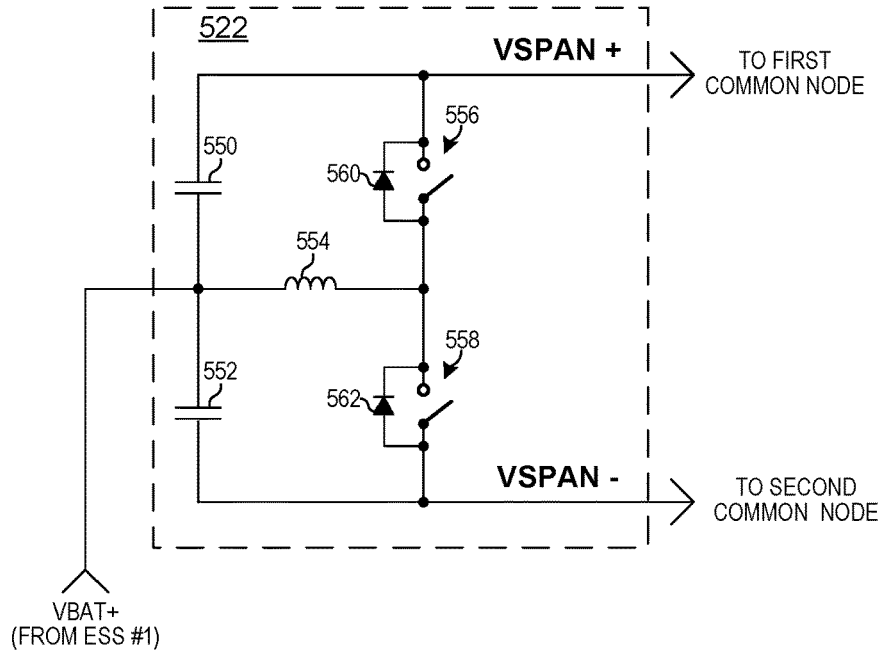 522
VSPAN +
TO FIRST
COMMON NODE
550
556
560
554
552
558
562
VSPAN -
TO SECOND
COMMON NODE
VBAT+
(FROM ESS #1)